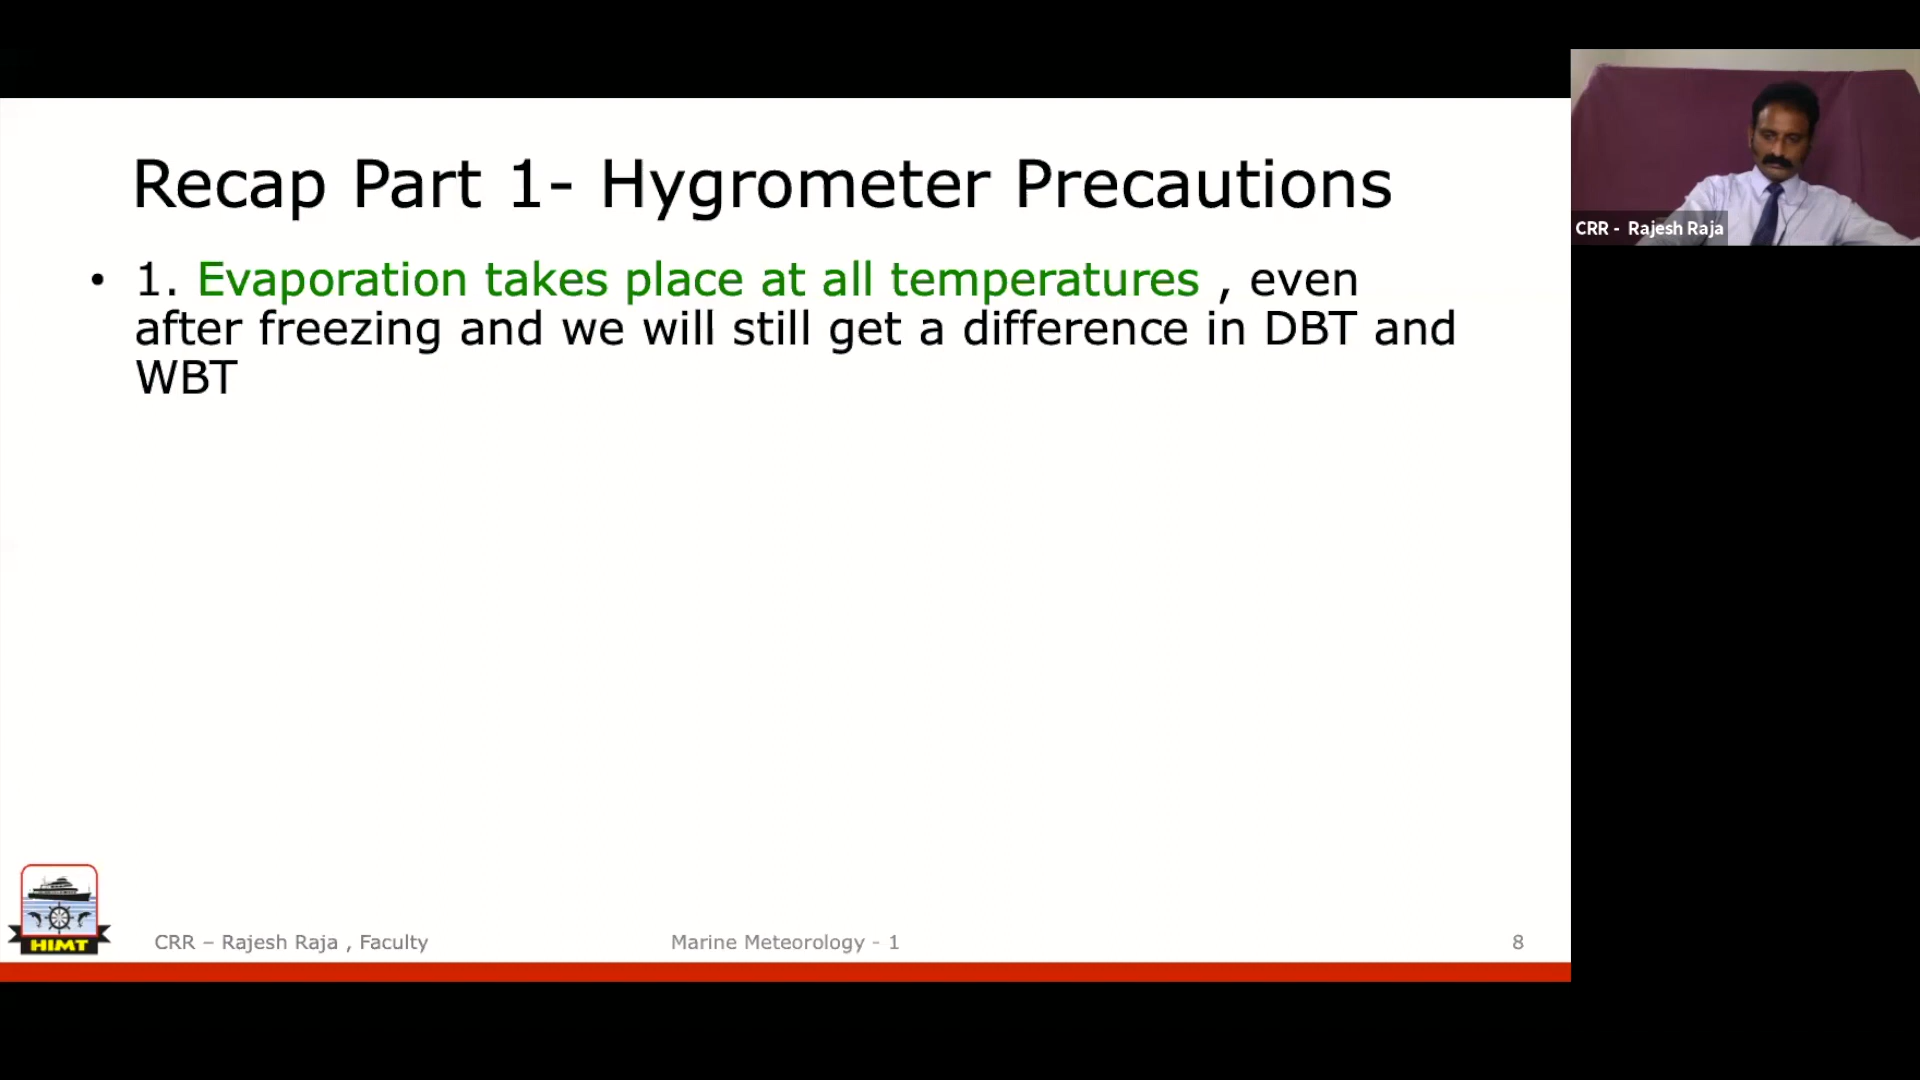 Recap Part 1- Hygrometer Precautions
• 1. Evaporation takes place at all temperatures , even
after freezing and we will still get a difference in DBT and
WBT
CRR - Rajesh Raja
HIMT
CRR – Rajesh Raja , Faculty
Marine Meteorology - 1
8